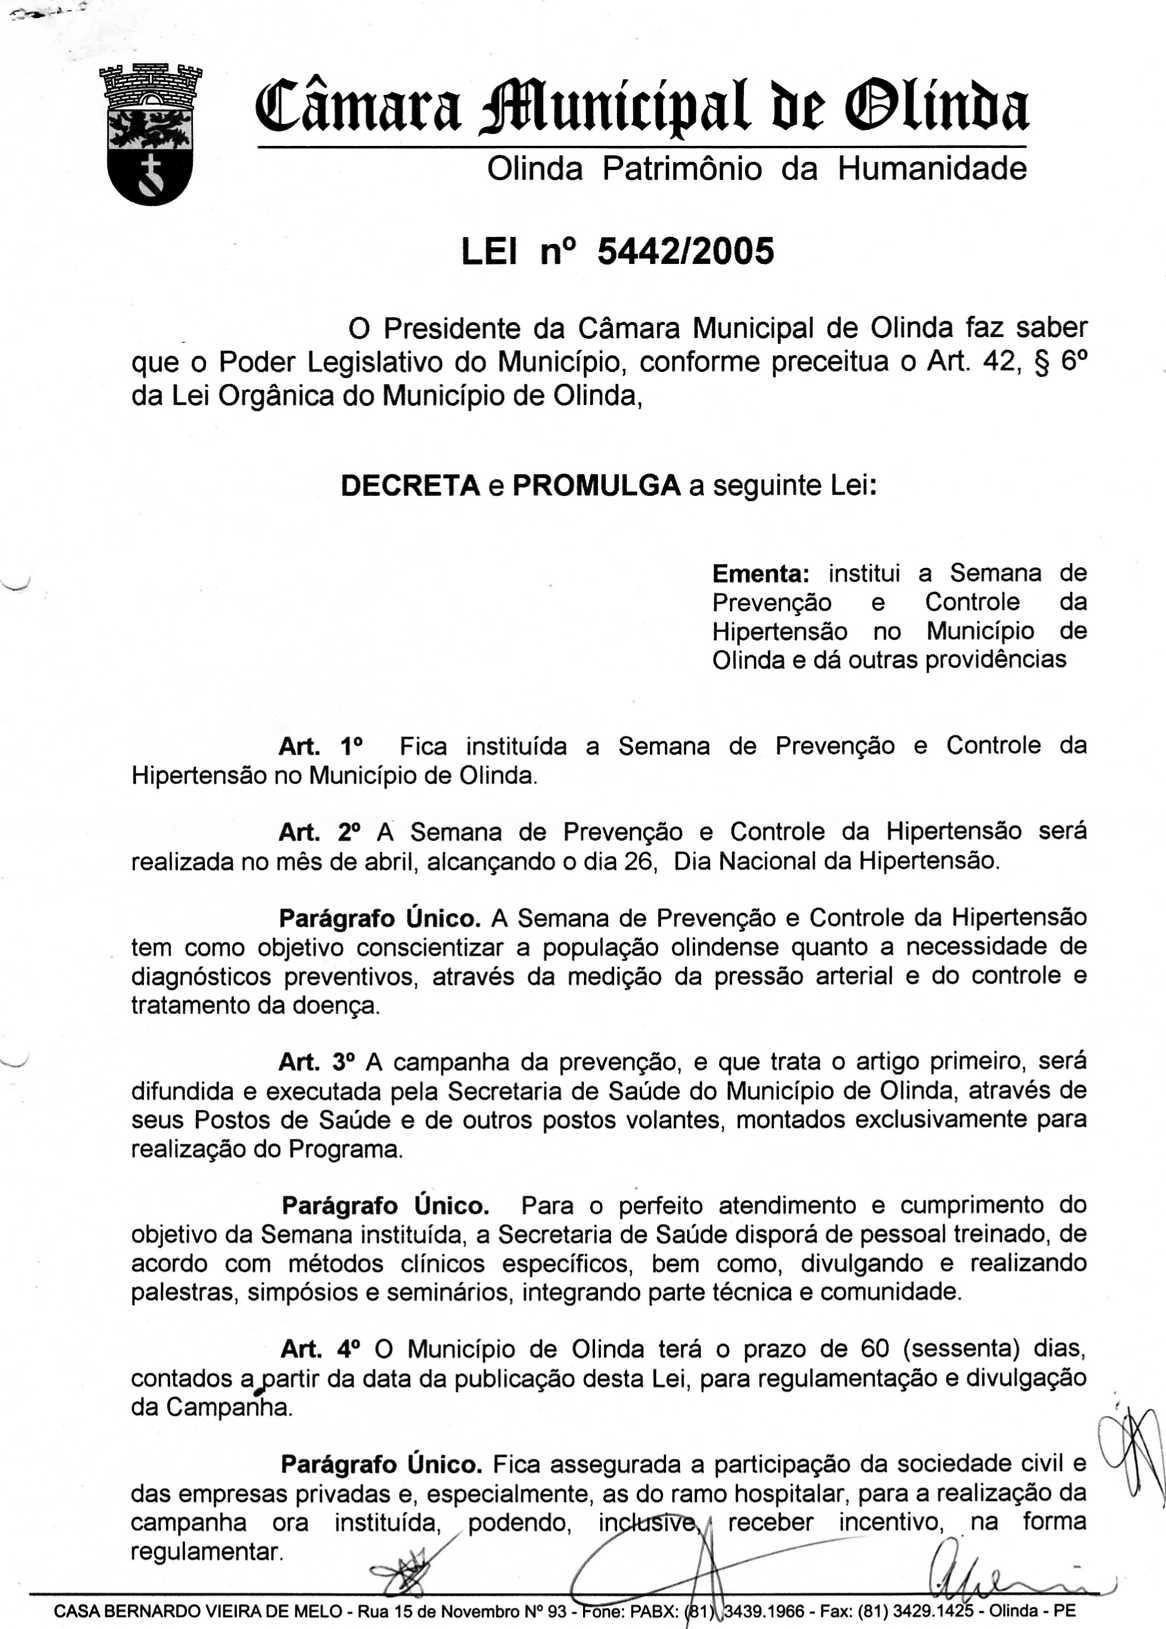 Câmara Municipal de Olinda
Olinda Patrimônio da Humanidade
LEI nº 5442/2005
O Presidente da Câmara Municipal de Olinda faz saber
que o Poder Legislativo do Município, conforme preceitua o Art. 42, § 6º
da Lei Orgânica do Município de Olinda,
DECRETA e PROMULGA a seguinte Lei:
Ementa: institui a Semana de
Prevenção e Controle da
Hipertensão no Município de
Olinda e dá outras providências
Art. 1º Fica instituída a Semana de Prevenção e Controle da
Hipertensão no Município de Olinda.
Art. 2º A Semana de Prevenção e Controle da Hipertensão será
realizada no mês de abril, alcançando o dia 26, Dia Nacional da Hipertensão.
Parágrafo Único. A Semana de Prevenção e Controle da Hipertensão
tem como objetivo conscientizar a população olindense quanto a necessidade de
diagnósticos preventivos, através da medição da pressão arterial e do controle e
tratamento da doença.
Art. 3º A campanha da prevenção, e que trata o artigo primeiro, será
difundida e executada pela Secretaria de Saúde do Município de Olinda, através de
seus Postos de Saúde e de outros postos volantes, montados exclusivamente para
realização do Programa.
Parágrafo Único. Para o perfeito atendimento e cumprimento do
objetivo da Semana instituída, a Secretaria de Saúde disporá de pessoal treinado, de
acordo com métodos clínicos específicos, bem como, divulgando e realizando
palestras, simpósios e seminários, integrando parte técnica e comunidade.
Art. 4º O Município de Olinda terá o prazo de 60 (sessenta) dias,
contados a partir da data da publicação desta Lei, para regulamentação e divulgação
da Campanha.
Parágrafo Único. Fica assegurada a participação da sociedade civil e
das empresas privadas e, especialmente, as do ramo hospitalar, para a realização da
campanha ora instituída, podendo, inclusive, receber incentivo, na forma
regulamentar.
CASA BERNARDO VIEIRA DE MELO - Rua 15 de Novembro Nº 93 - Fone: PABX: (81) 3439.1966 - Fax: (81) 3429.1425 - Olinda - PE